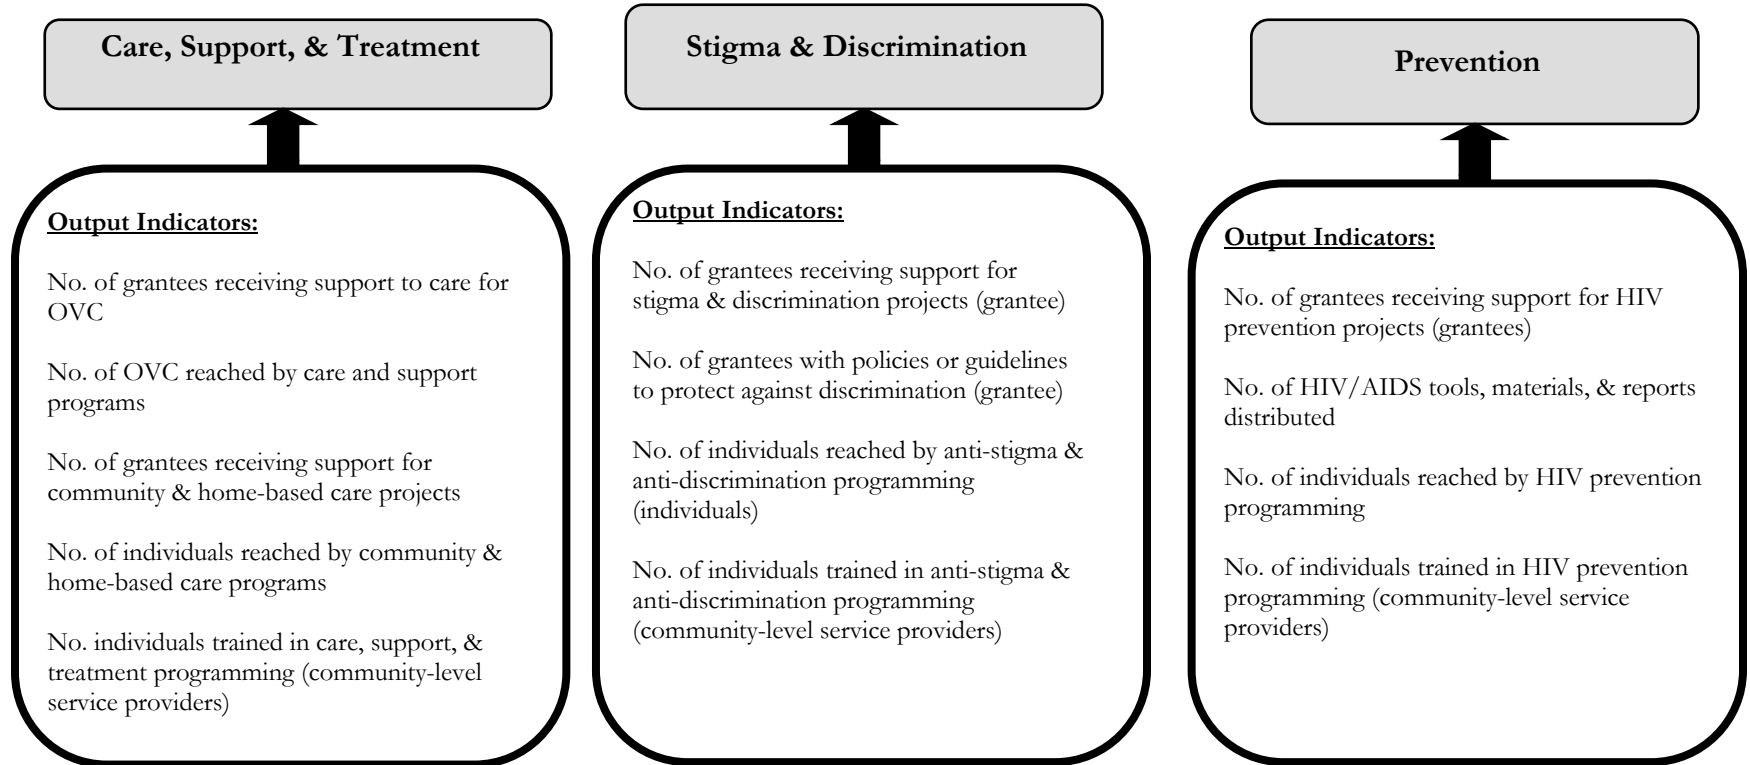 Care, Support, & Treatment
Output Indicators:
No. of grantees receiving support to care for
OVC
No. of OVC reached by care and support
programs
No. of grantees receiving support for
community & home-based care projects
No. of individuals reached by community &
home-based care programs
No. individuals trained in care, support, &
treatment programming (community-level
service providers)
Stigma & Discrimination
Output Indicators:
No. of grantees receiving support for
stigma & discrimination projects (grantee)
No. of grantees with policies or guidelines
to protect against discrimination (grantee)
No. of individuals reached by anti-stigma &
anti-discrimination programming
(individuals)
No. of individuals trained in anti-stigma &
anti-discrimination programming
(community-level service providers)
Prevention
Output Indicators:
No. of grantees receiving support for HIV
prevention projects (grantees)
No. of HIV/AIDS tools, materials, & reports
distributed
No. of individuals reached by HIV prevention
programming
No. of individuals trained in HIV prevention
programming (community-level service
providers)